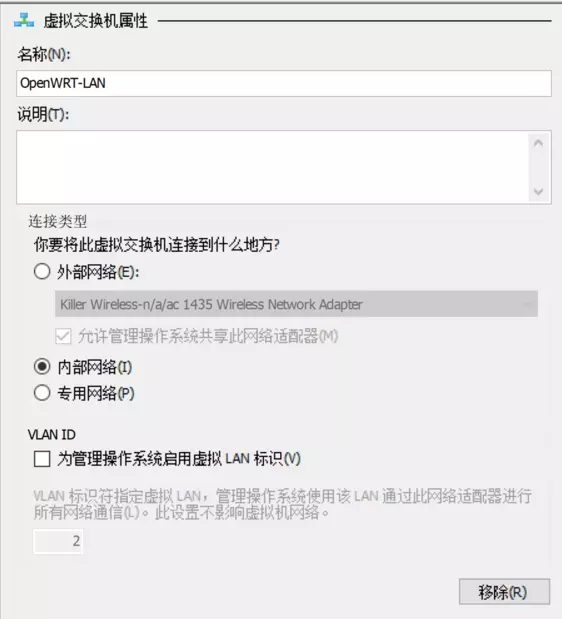 虚拟交换机属性
名称(N):
OpenWRT-LAN
说明(T):
连接类型
你要将此虚拟交换机连接到什么地方?
外部网络(E):
Killer Wireless-n/a/ac 1435 Wireless Network Adapter
允许管理操作系统共享此网络适配器(M)
内部网络(I)
专用网络(P)
VLAN ID
为管理操作系统启用虚拟 LAN 标识(V)
VLAN 标识符指定虚拟 LAN，管理操作系统使用该 LAN 通过此网络适配器进行
所有网络通信(L)。此设置不影响虚拟机网络。
2
移除(R)